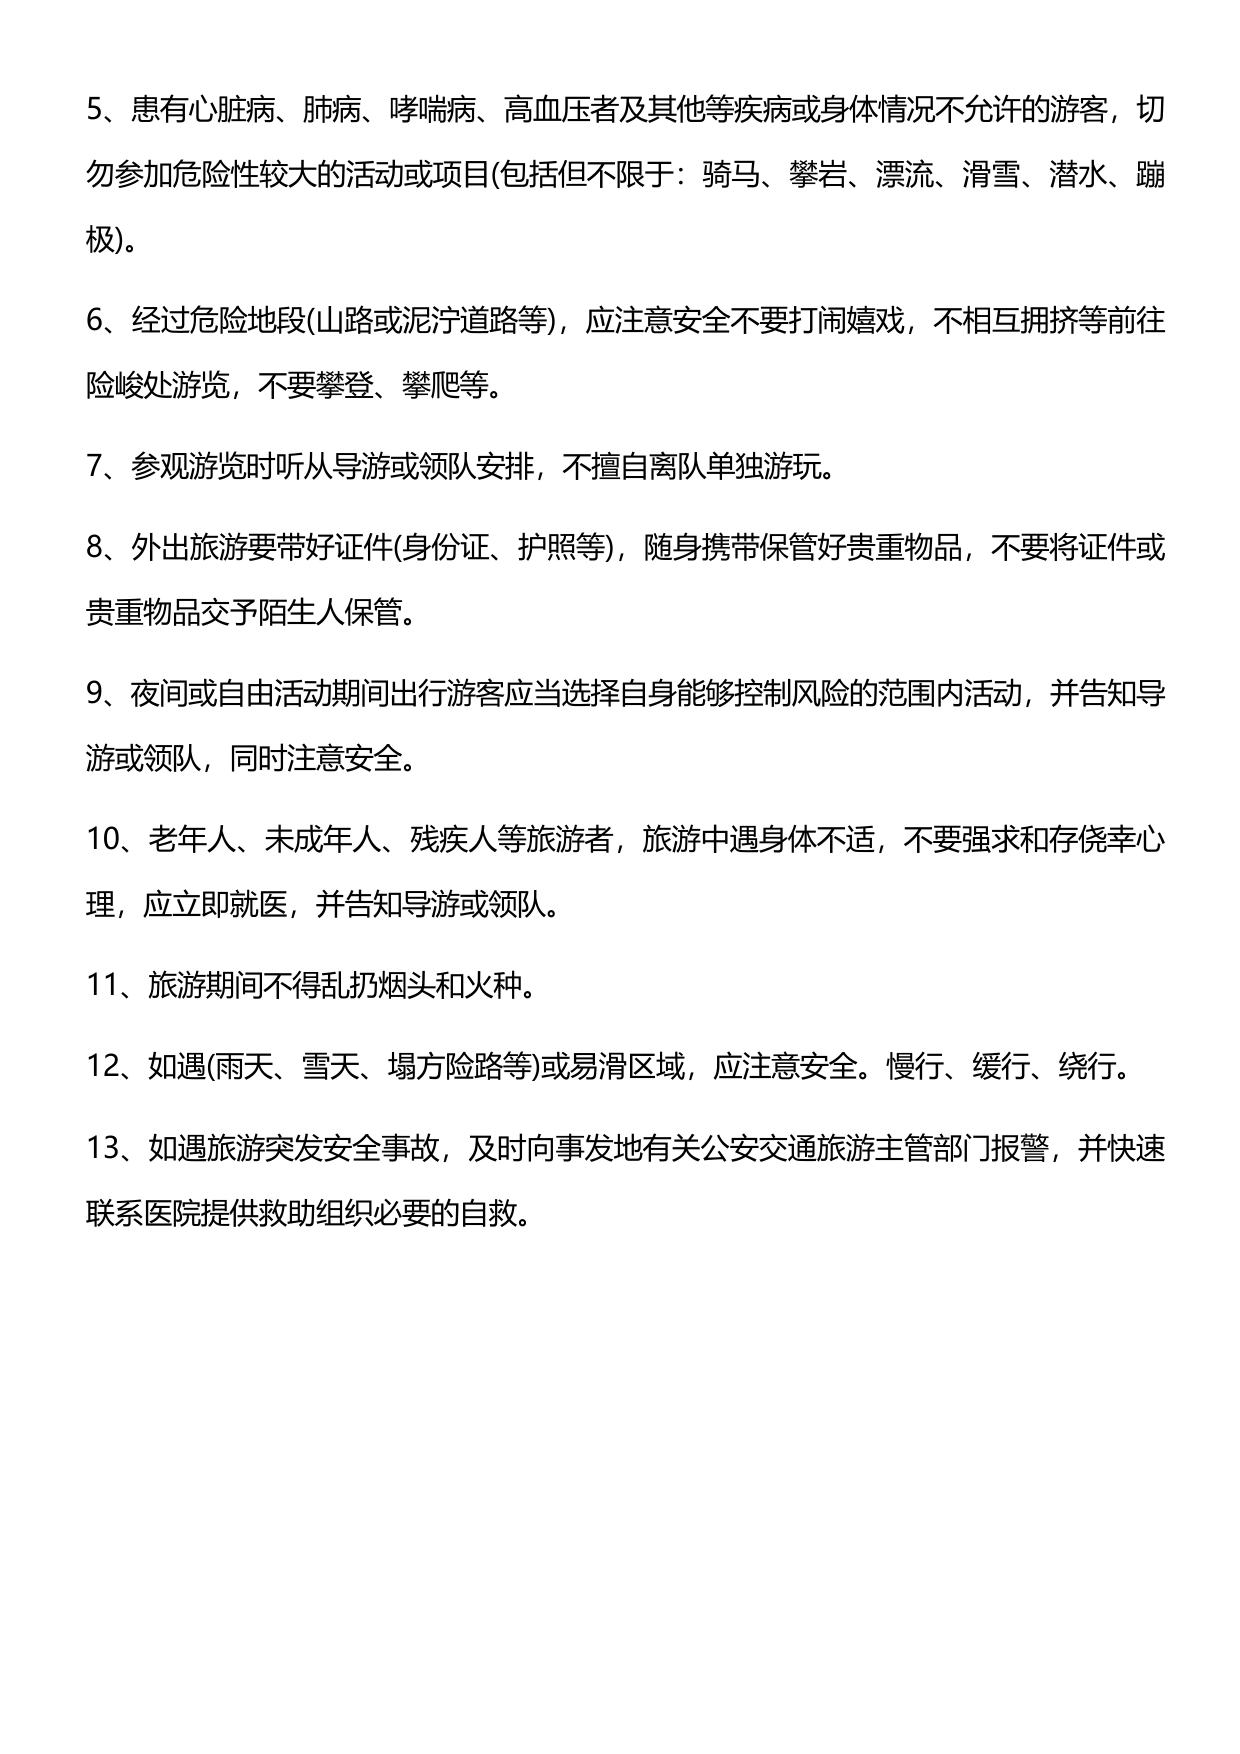 5、患有心脏病、肺病、哮喘病、高血压者及其他等疾病或身体情况不允许的游客，切
勿参加危险性较大的活动或项目(包括但不限于：骑马、攀岩、漂流、滑雪、潜水、蹦
极)。
6、经过危险地段(山路或泥泞道路等)，应注意安全不要打闹嬉戏，不相互拥挤等前往
险峻处游览，不要攀登、攀爬等。
7、参观游览时听从导游或领队安排，不擅自离队单独游玩。
8、外出旅游要带好证件(身份证、护照等)，随身携带保管好贵重物品，不要将证件或
贵重物品交予陌生人保管。
9、夜间或自由活动期间出行游客应当选择自身能够控制风险的范围内活动，并告知导
游或领队，同时注意安全。
10、老年人、未成年人、残疾人等旅游者，旅游中遇身体不适，不要强求和存侥幸心
理，应立即就医，并告知导游或领队。
11、旅游期间不得乱扔烟头和火种。
12、如遇(雨天、雪天、塌方险路等)或易滑区域，应注意安全。慢行、缓行、绕行。
13、如遇旅游突发安全事故，及时向事发地有关公安交通旅游主管部门报警，并快速
联系医院提供救助组织必要的自救。